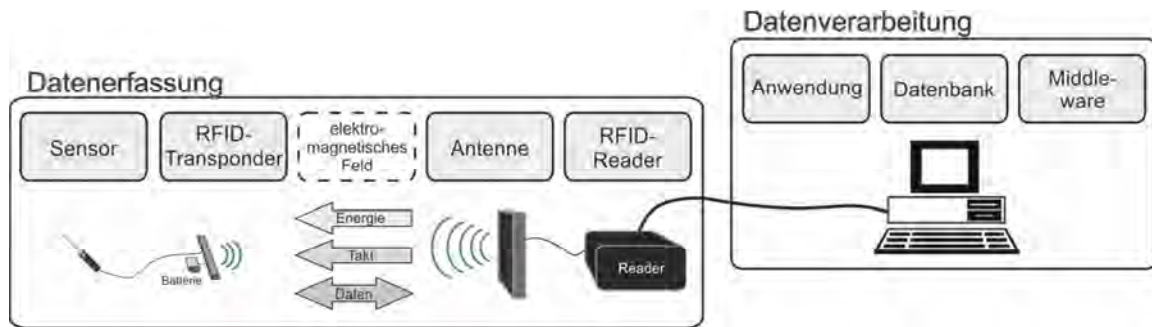 Datenverarbeitung
Anwendung
Datenbank
Middle-
ware
Datenerfassung
Sensor
RFID-
Transponder
elektro-
magnetisches
Feld
Antenne
RFID-
Reader
Energie
Takt
Daten
Batterie
Reader